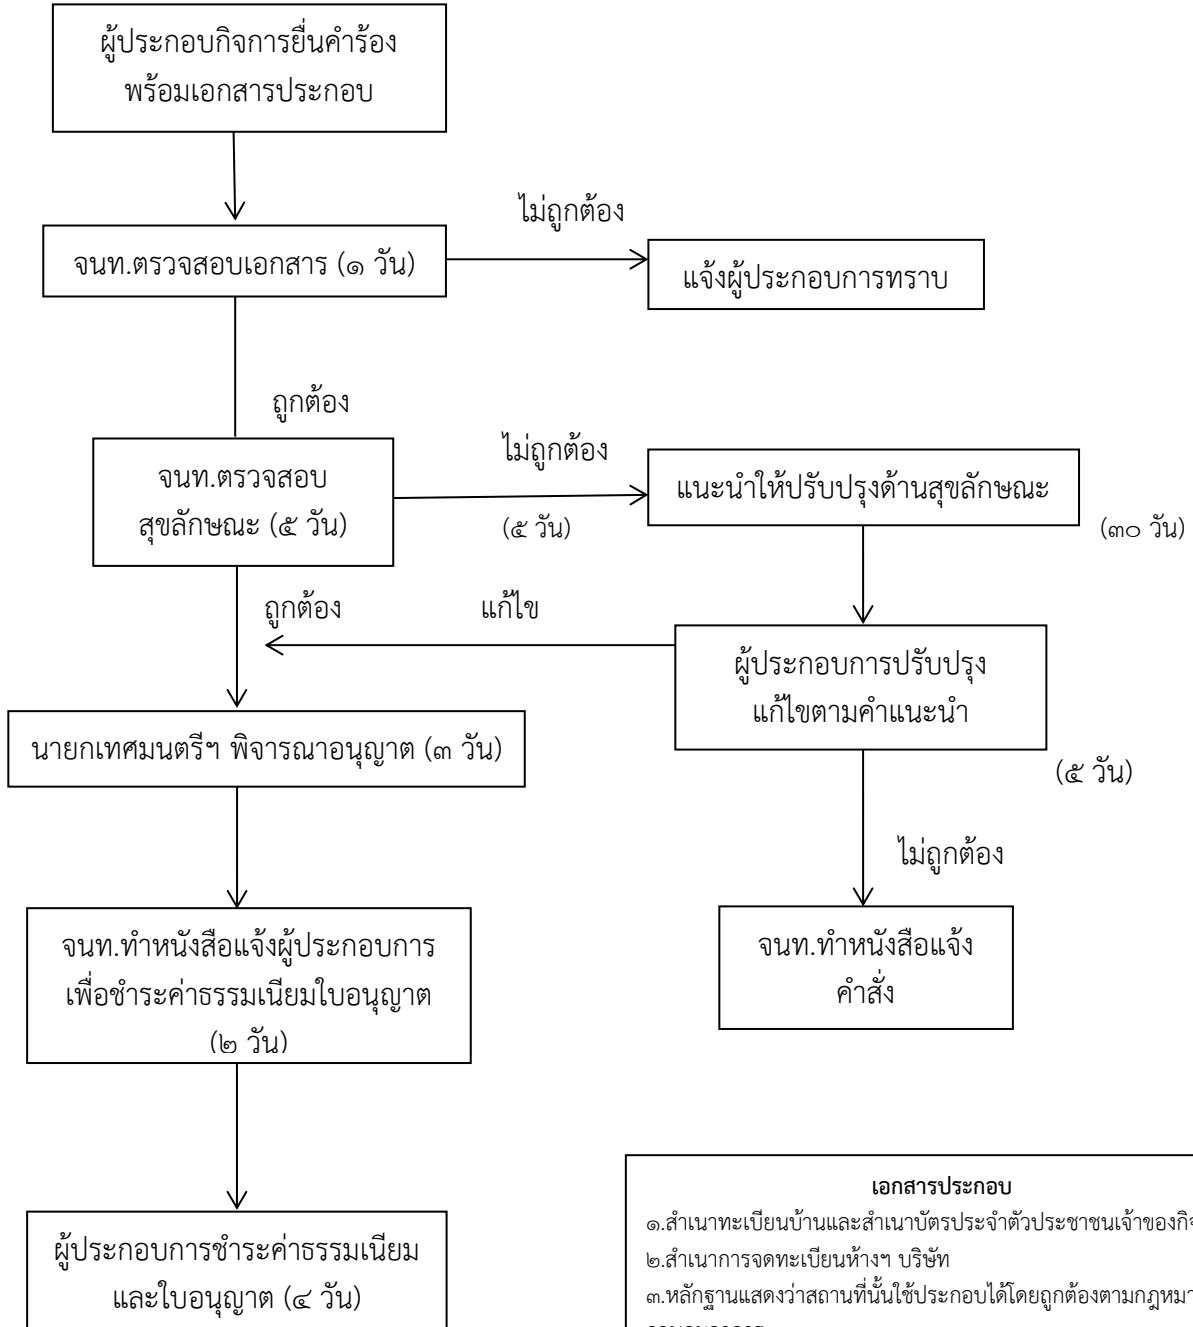 ผู้ประกอบกิจการยื่นคำร้อง
พร้อมเอกสารประกอบ
ไม่ถูกต้อง
จนท.ตรวจสอบเอกสาร (๑ วัน)
แจ้งผู้ประกอบการทราบ
ถูกต้อง
จนท.ตรวจสอบ
สุขลักษณะ (๕ วัน)
ไม่ถูกต้อง
(๕ วัน)
แนะนำให้ปรับปรุงด้านสุขลักษณะ
(๓๐ วัน)
ถูกต้อง
แก้ไข
ผู้ประกอบการปรับปรุง
แก้ไขตามคำแนะนำ
(๕ วัน)
นายกเทศมนตรีฯ พิจารณาอนุญาต (๓ วัน)
ไม่ถูกต้อง
จนท.ทำหนังสือแจ้งผู้ประกอบการ
เพื่อชำระค่าธรรมเนียมใบอนุญาต
(๒ วัน)
จนท.ทำหนังสือแจ้ง
คำสั่ง
ผู้ประกอบการชำระค่าธรรมเนียม
และใบอนุญาต (๔ วัน)
เอกสารประกอบ
๑.สำเนาทะเบียนบ้านและสำเนาบัตรประจำตัวประชาชนเจ้าของกิจ
๒.สำเนาการจดทะเบียนห้างฯ บริษัท
๓.หลักฐานแสดงว่าสถานที่นั้นใช้ประกอบได้โดยถูกต้องตามกฎหมา